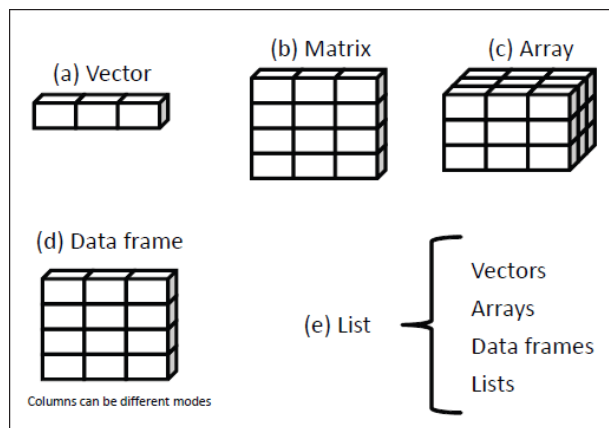 (a) Vector
(b) Matrix
(c) Array
(d) Data frame
Columns can be different modes
(e) List
Vectors
Arrays
Data frames
Lists